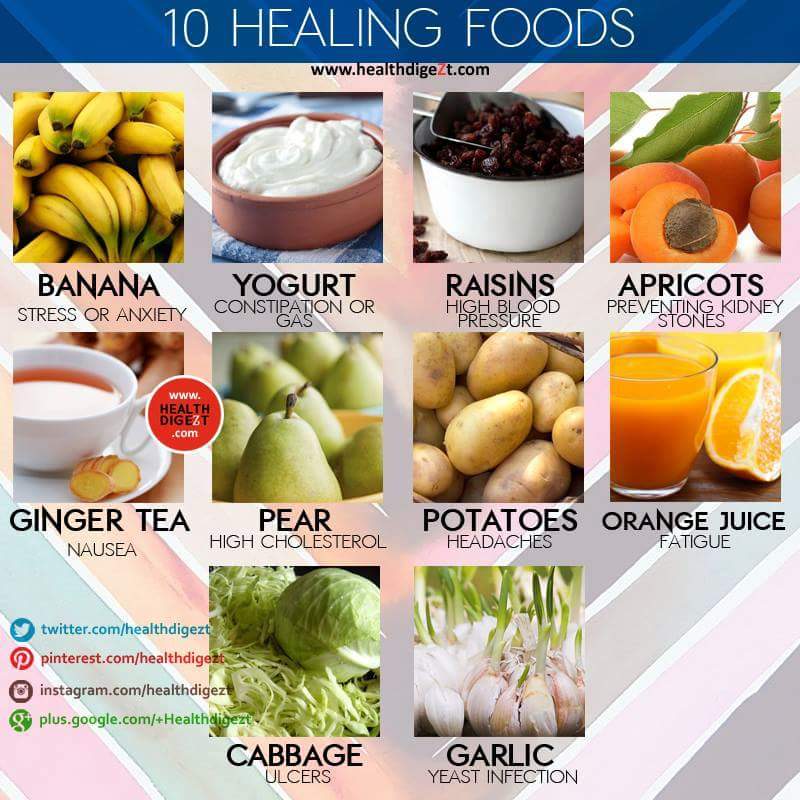 10 HEALING FOODS
www.healthdigeZt.com
BANANA
STRESS OR ANXIETY
YOGURT
CONSTIPATION OR
GAS
RAISINS
HIGH BLOOD
PRESSURE
APRICOTS
PREVENTING KIDNEY
STONES
www.
HEALTH
DIGEZT
.com
GINGER TEA
NAUSEA
PEAR
HIGH CHOLESTEROL
POTATOES
HEADACHES
ORANGE JUICE
FATIGUE
twitter.com/healthdigezt
pinterest.com/healthdigezt
instagram.com/healthdigezt
plus.google.com/+Healthdigezt
CABBAGE
ULCERS
GARLIC
YEAST INFECTION